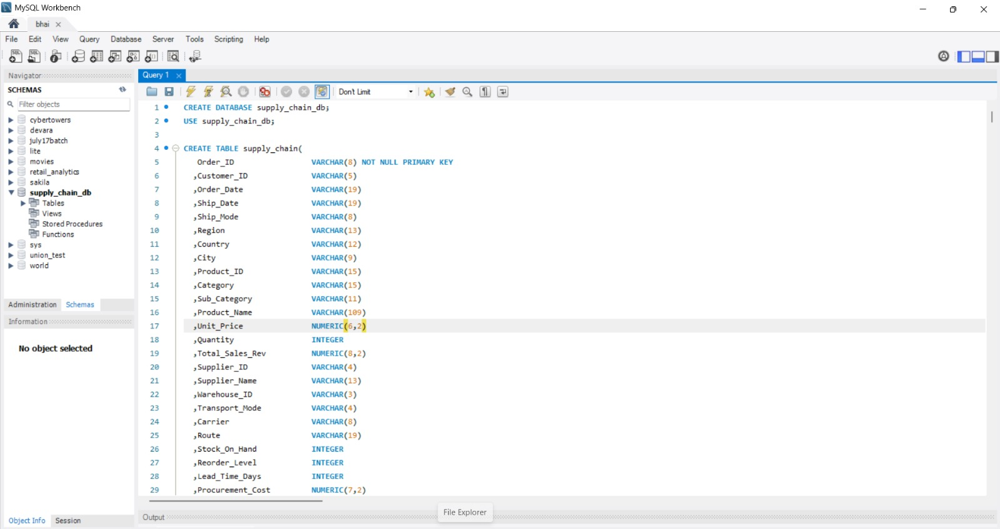 MySQL Workbench
bhai
File Edit View Query Database Server Tools Scripting Help
Navigator
SCHEMAS
Filter objects
cybertowers
devara
july17batch
lite
movies
retail_analytics
sakila
supply_chain_db
Tables
Views
Stored Procedures
Functions
sys
union_test
world
Administration Schemas
Information
No object selected
Object Info Session
Query 1
Don't Limit
1 CREATE DATABASE supply_chain_db;
2 USE supply_chain_db;
3
4 CREATE TABLE supply_chain(
5 Order_ID VARCHAR(8) NOT NULL PRIMARY KEY
6 ,Customer_ID VARCHAR(5)
7 ,Order_Date VARCHAR(19)
8 ,Ship_Date VARCHAR(19)
9 ,Ship_Mode VARCHAR(8)
10 ,Region VARCHAR(13)
11 ,Country VARCHAR(12)
12 ,City VARCHAR(9)
13 ,Product_ID VARCHAR(15)
14 ,Category VARCHAR(15)
15 ,Sub_Category VARCHAR(11)
16 ,Product_Name VARCHAR(109)
17 ,Unit_Price NUMERIC(6,2)
18 ,Quantity INTEGER
19 ,Total_Sales_Rev NUMERIC(8,2)
20 ,Supplier_ID VARCHAR(4)
21 ,Supplier_Name VARCHAR(13)
22 ,Warehouse_ID VARCHAR(3)
23 ,Transport_Mode VARCHAR(4)
24 ,Carrier VARCHAR(8)
25 ,Route VARCHAR(19)
26 ,Stock_On_Hand INTEGER
27 ,Reorder_Level INTEGER
28 ,Lead_Time_Days INTEGER
29 ,Procurement_Cost NUMERIC(7,2)
Output
File Explorer